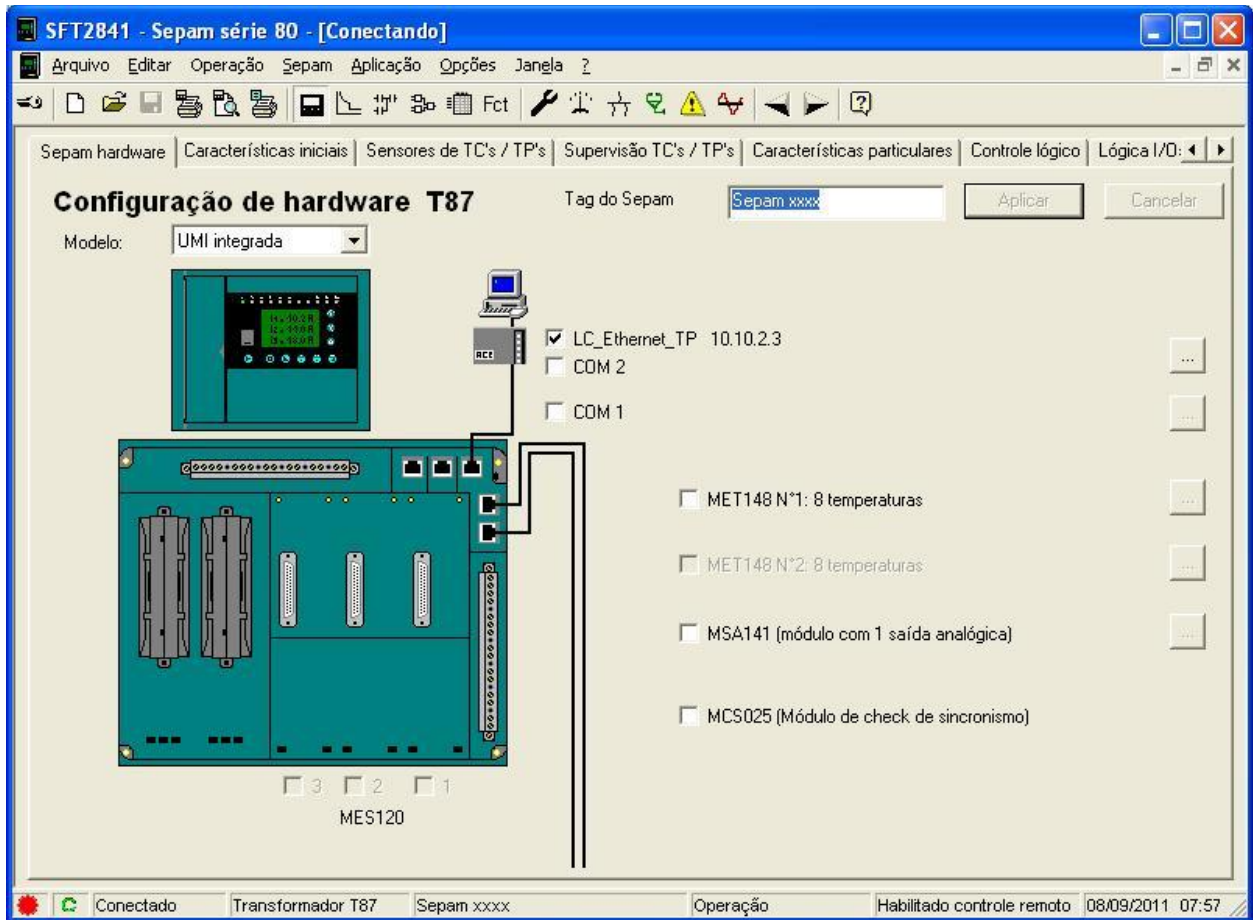 SFT2841 - Sepam série 80 - [Conectando]
Arquivo Editar Operação Sepam Aplicação Opções Janela ?
Fct
Sepam hardware Características iniciais Sensores de TC's / TP's Supervisão TC's / TP's Características particulares Controle lógico Lógica I/O:
Configuração de hardware T87 Tag do Sepam Sepam xxxx Aplicar Cancelar
Modelo: UMI integrada
ACE
LC_Ethernet_TP 10.10.2.3
...
COM 2
COM 1
...
MET148 N°1: 8 temperaturas
...
MET148 N°2: 8 temperaturas
...
MSA141 (módulo com 1 saída analógica)
...
MCS025 (Módulo de check de sincronismo)
3 2 1
MES120
Conectado Transformador T87 Sepam xxxx Operação Habilitado controle remoto 08/09/2011 07:57